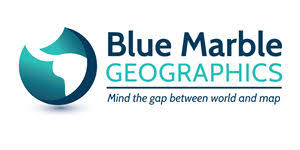 Blue Marble
GEOGRAPHICS
Mind the gap between world and map